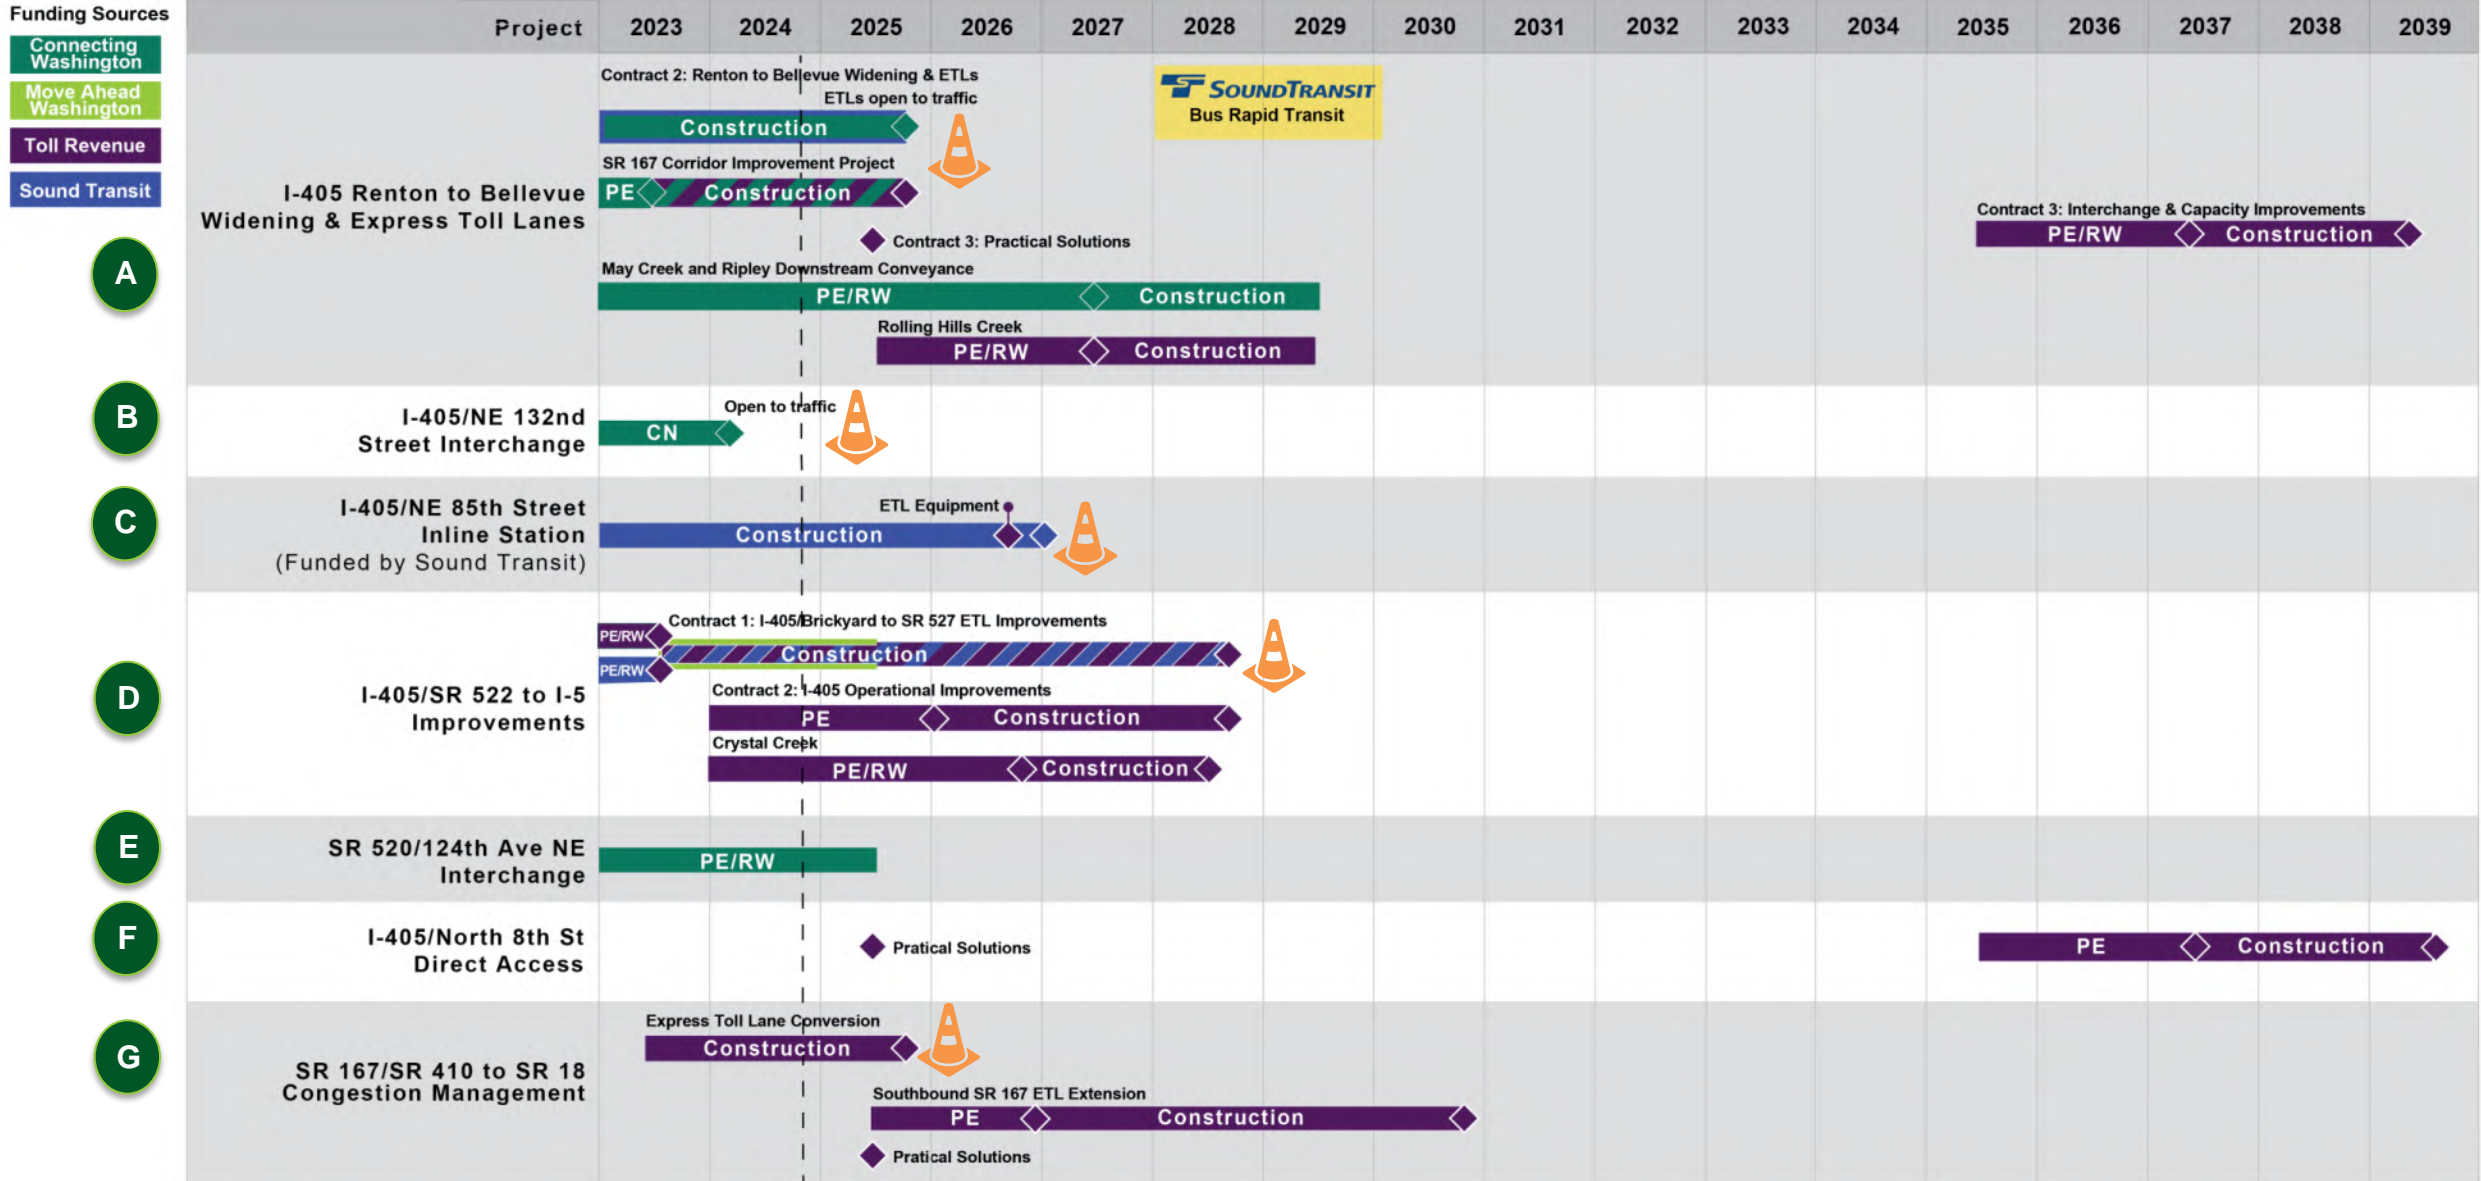 Funding Sources
Connecting
Washington
Move Ahead
Washington
Toll Revenue
Sound Transit
Project 2023 2024 2025 2026 2027 2028 2029 2030 2031 2032 2033 2034 2035 2036 2037 2038 2039
I-405 Renton to Bellevue
Widening & Express Toll Lanes
A
Contract 2: Renton to Bellevue Widening & ETLs
ETLs open to traffic
Construction
SOUNDTRANSIT
Bus Rapid Transit
SR 167 Corridor Improvement Project
PE Construction
Contract 3: Practical Solutions
Contract 3: Interchange & Capacity Improvements
PE/RW Construction
May Creek and Ripley Downstream Conveyance
PE/RW Construction
Rolling Hills Creek
PE/RW Construction
B
I-405/NE 132nd
Street Interchange
Open to traffic
CN
C
I-405/NE 85th Street
Inline Station
(Funded by Sound Transit)
ETL Equipment
Construction
D
I-405/SR 522 to I-5
Improvements
Contract 1: I-405/Brickyard to SR 527 ETL Improvements
PE/RW
Construction
PE/RW
Contract 2: I-405 Operational Improvements
PE Construction
Crystal Creek
PE/RW Construction
E
SR 520/124th Ave NE
Interchange
PE/RW
F
I-405/North 8th St
Direct Access
Pratical Solutions
PE Construction
G
SR 167/SR 410 to SR 18
Congestion Management
Express Toll Lane Conversion
Construction
Southbound SR 167 ETL Extension
PE Construction
Pratical Solutions